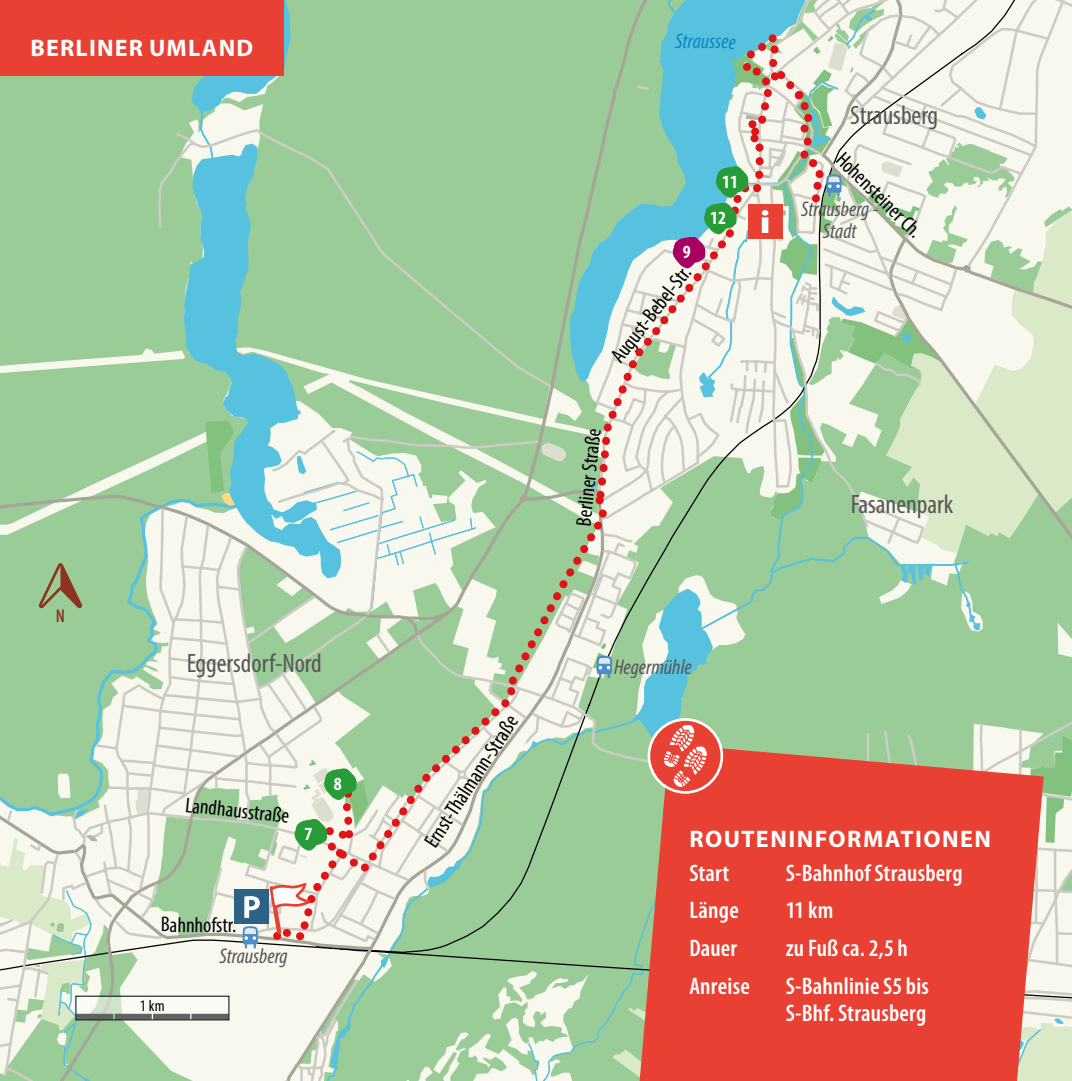 BERLINER UMLAND
Straussee
Strausberg
Hohensteiner Ch.
11
12
i
Strausberg -
Stadt
9
August-Bebel-Str.
Berliner Straße
Fasanenpark
N
Eggersdorf-Nord
Hegermühle
Ernst-Thälmann-Straße
8
Landhausstraße
7
P
Bahnhofstr.
Strausberg
1 km
ROUTENINFORMATIONEN
Start S-Bahnhof Strausberg
Länge 11 km
Dauer zu Fuß ca. 2,5 h
Anreise S-Bahnlinie S5 bis
S-Bhf. Strausberg